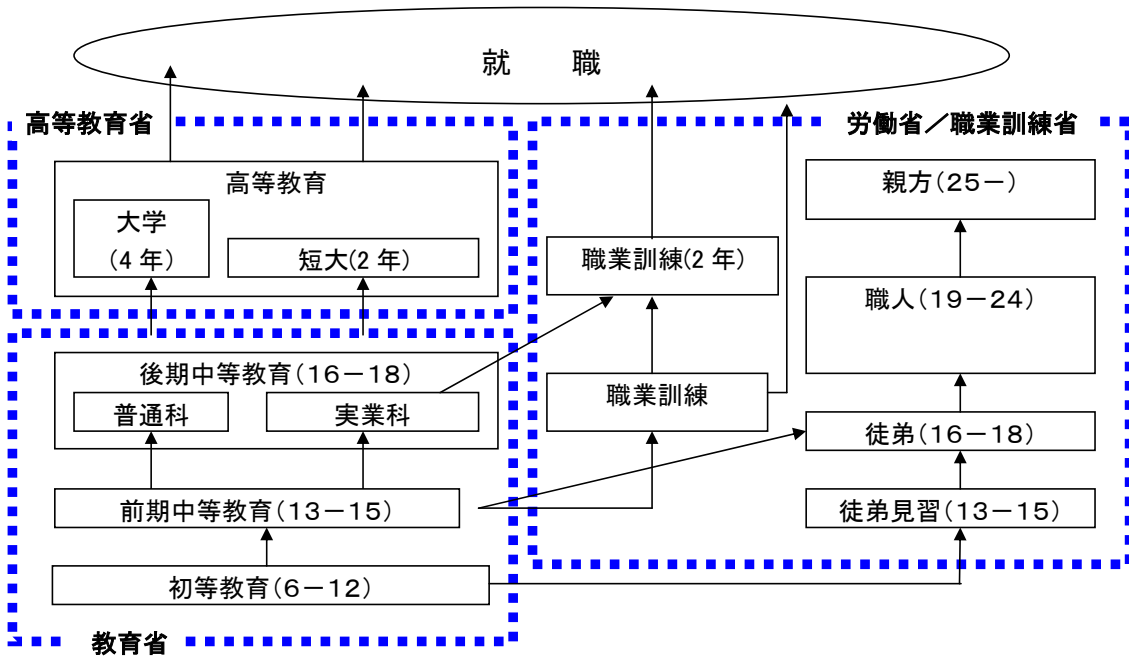 就　職
高等教育省
労働省／職業訓練省
高等教育
大学
(4 年)
短大(2 年)
職業訓練(2 年)
親方(25－)
職人(19－24)
後期中等教育(16－18)
普通科
実業科
職業訓練
徒弟(16－18)
前期中等教育(13－15)
徒弟見習(13－15)
初等教育(6－12)
教育省